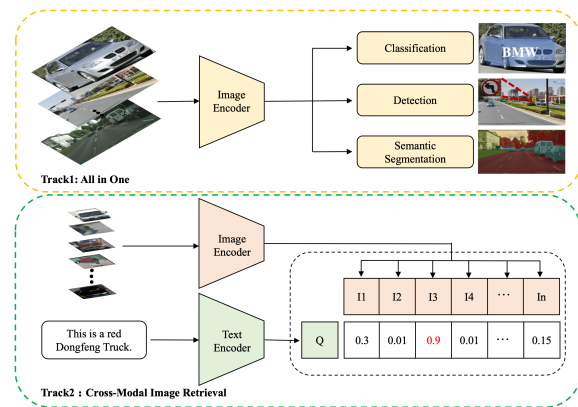 Classification
BMW
Image
Encoder
Detection
Semantic
Segmentation
Track1: All in One
Image
Encoder
I1 I2 I3 I4 ··· In
This is a red
Dongfeng Truck.
Text
Encoder
Q 0.3 0.01 0.9 0.01 ··· 0.15
Track2 : Cross-Modal Image Retrieval